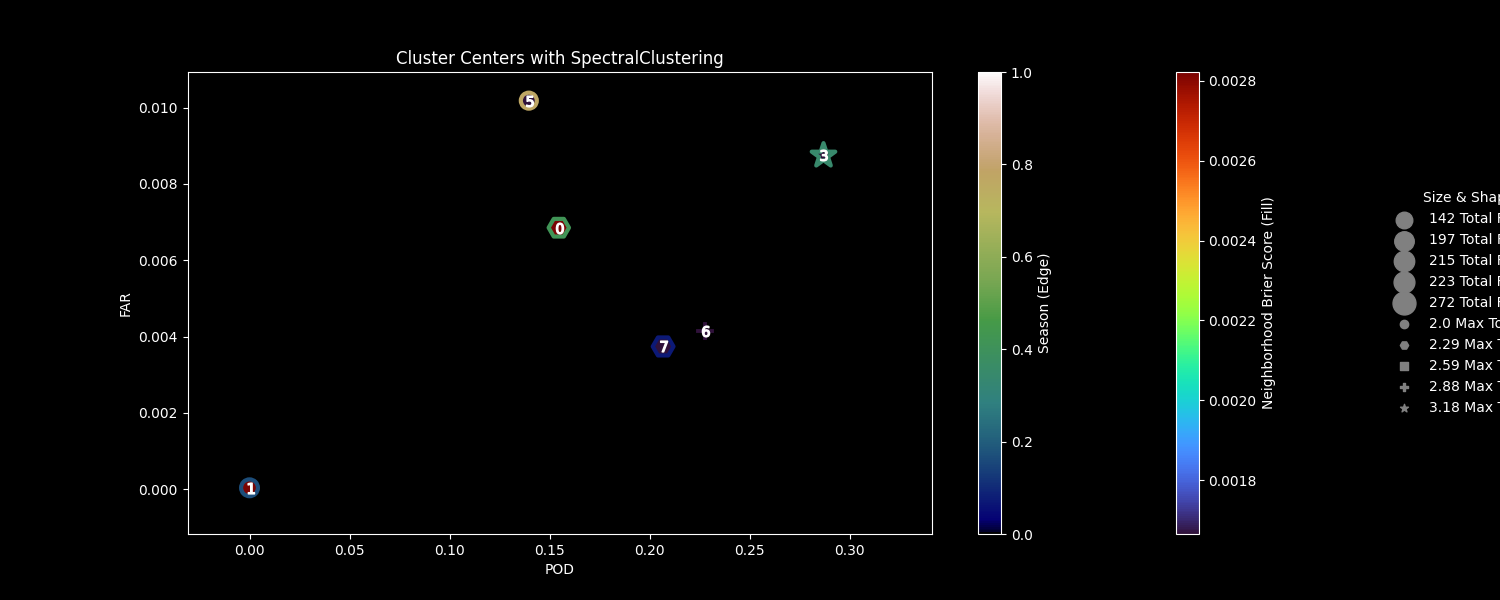 Cluster Centers with SpectralClustering
FAR
0.010
0.008
0.006
0.004
0.002
0.000
5
3
0
6
7
1
0.00
0.05
0.10
0.15
0.20
0.25
0.30
POD
1.0
0.8
0.6
0.4
0.2
0.0
Season (Edge)
0.0028
0.0026
0.0024
0.0022
0.0020
0.0018
Neighborhood Brier Score (Fill)
Size & Shap
142 Total F
197 Total F
215 Total F
223 Total F
272 Total F
2.0 Max To
2.29 Max T
2.59 Max T
2.88 Max T
3.18 Max T